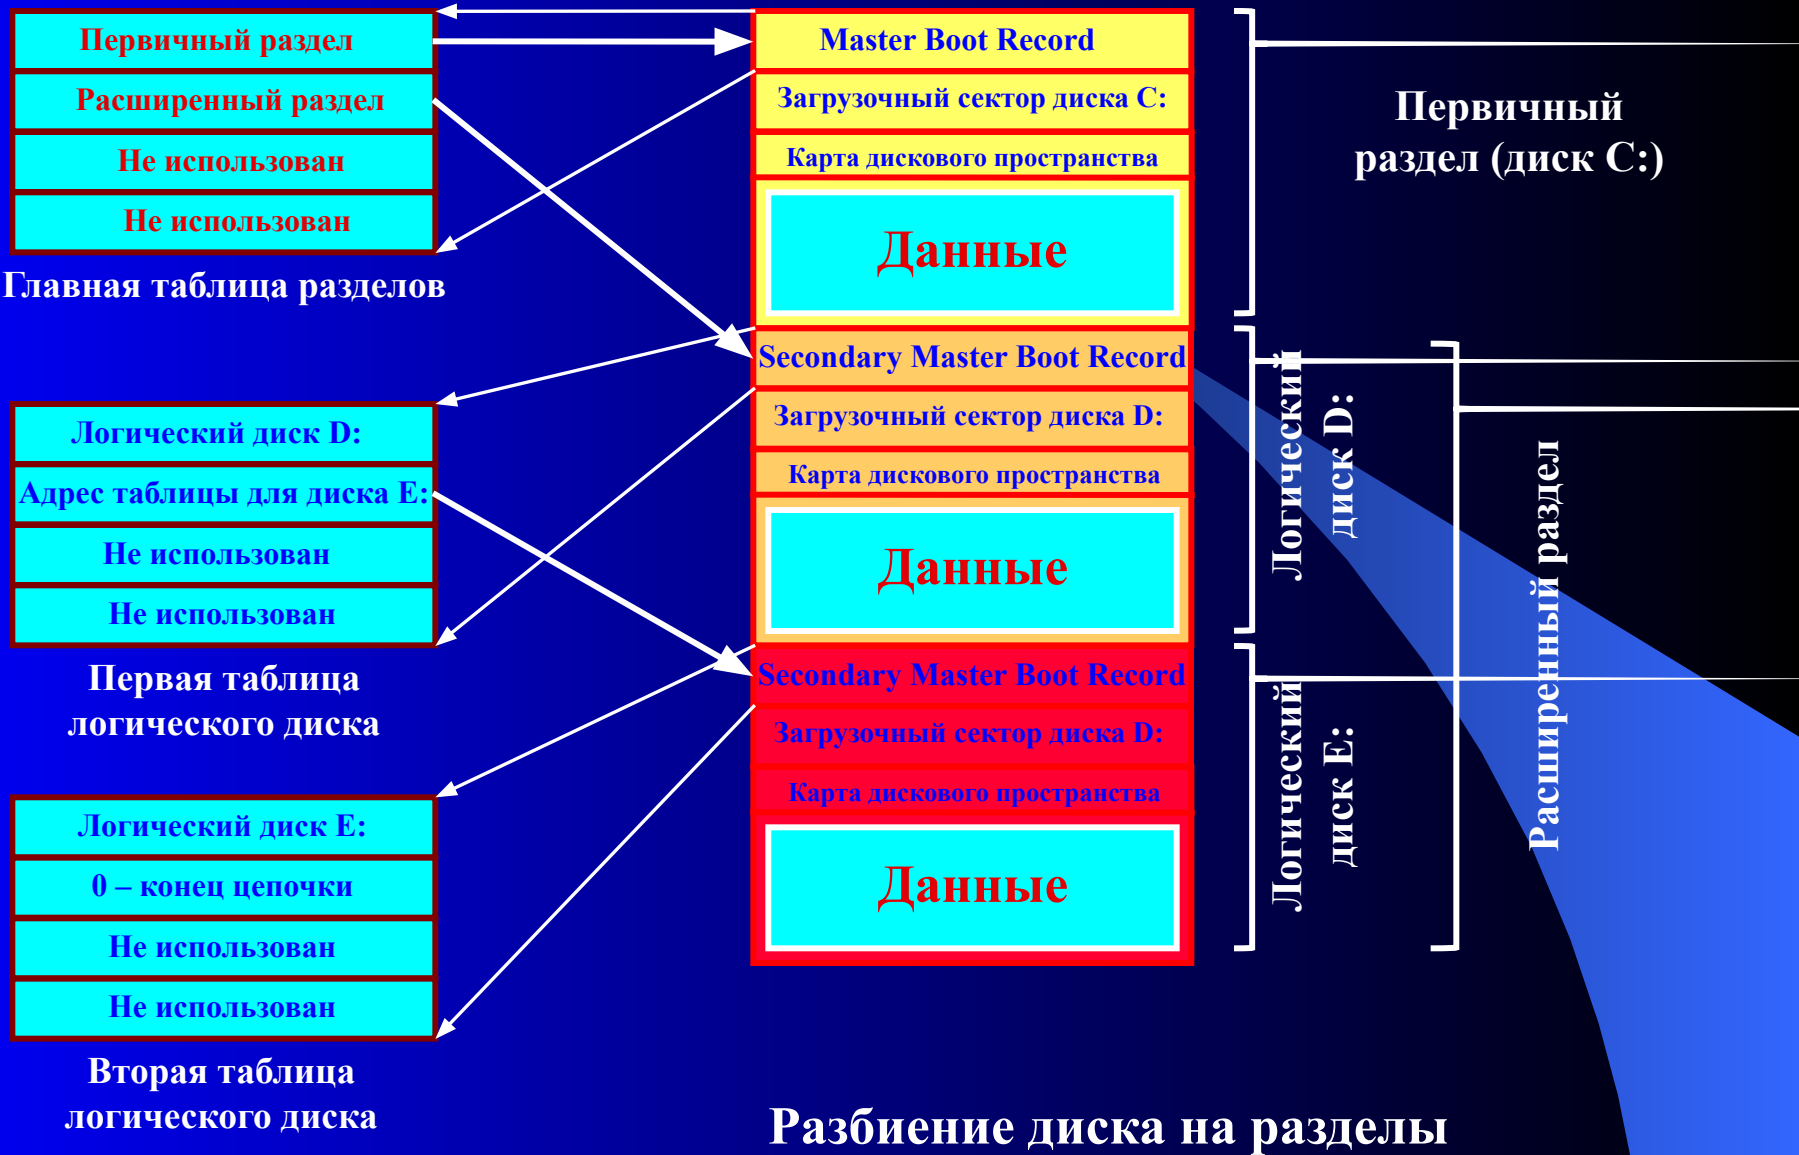 Первичный раздел
Расширенный раздел
Не использован
Не использован
Главная таблица разделов
Логический диск D:
Адрес таблицы для диска E:
Не использован
Не использован
Первая таблица
логического диска
Логический диск E:
0 – конец цепочки
Не использован
Не использован
Вторая таблица
логического диска
Master Boot Record
Загрузочный сектор диска C:
Карта дискового пространства
Данные
Secondary Master Boot Record
Загрузочный сектор диска D:
Карта дискового пространства
Данные
Secondary Master Boot Record
Загрузочный сектор диска D:
Карта дискового пространства
Данные
Первичный
раздел (диск C:)
Логический
диск D:
Логический
диск E:
Расширенный раздел
Разбиение диска на разделы